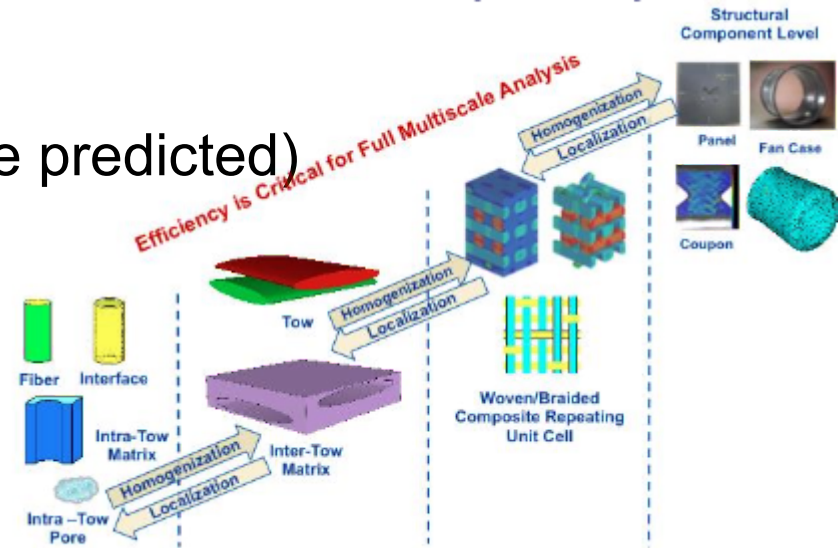 Structural
Component Level
Efficiency is Critical for Full Multiscale Analysis
e predicted)
Homogenization
Localization
Panel
Fan Case
Coupon
Tow
Homogenization
Localization
Fiber
Interface
Woven/Braided
Composite Repeating
Unit Cell
Intra-Tow
Matrix
Inter-Tow
Matrix
Homogenization
Localization
Intra –Tow
Pore